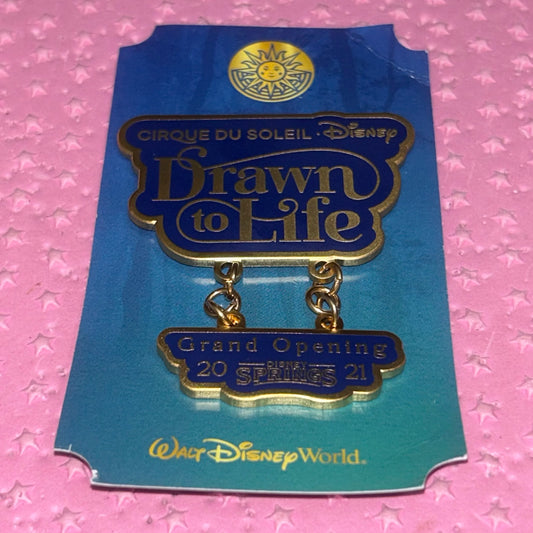 CIRQUE DU SOLEIL · Disney
Drawn
to Life
Grand Opening
20 DISNEY SPRINGS 21
WALT DISNEY World.